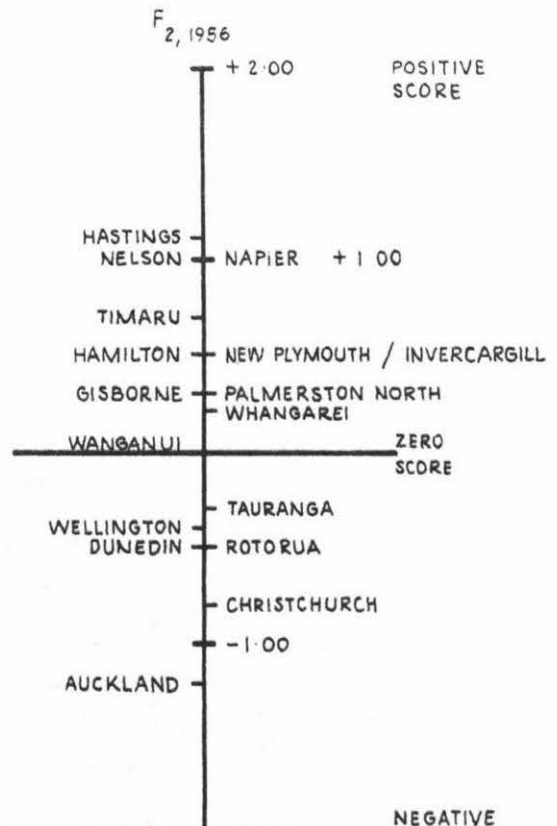 F2, 1956
+ 2·00 POSITIVE
SCORE
HASTINGS
NELSON NAPiER + 1 00
TIMARU
HAMILTON NEW PLYMOUTH / INVERCARGILL
GISBORNE PALMERSTON NORTH
WHANGAREI
WANGANUI ZERO
SCORE
TAURANGA
WELLINGTON
DUNEDIN ROTORUA
CHRISTCHURCH
-1·00
AUCKLAND
NEGATIVE